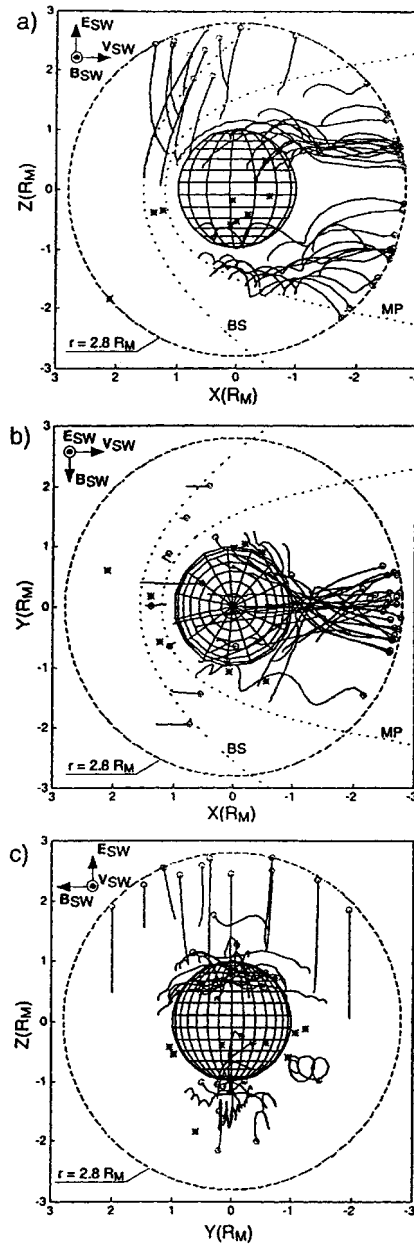 a)
E_SW
V_SW
B_SW
3
2
1
0
-1
-2
-3
Z(R_M)
BS
MP
r = 2.8 R_M
3 2 1 0 -1 -2 -3
X(R_M)
b)
E_SW
V_SW
B_SW
3
2
1
0
-1
-2
-3
Y(R_M)
BS
MP
r = 2.8 R_M
3 2 1 0 -1 -2 -3
X(R_M)
c)
E_SW
V_SW
B_SW
3
2
1
0
-1
-2
-3
Z(R_M)
r = 2.8 R_M
3 2 1 0 -1 -2 -3
Y(R_M)